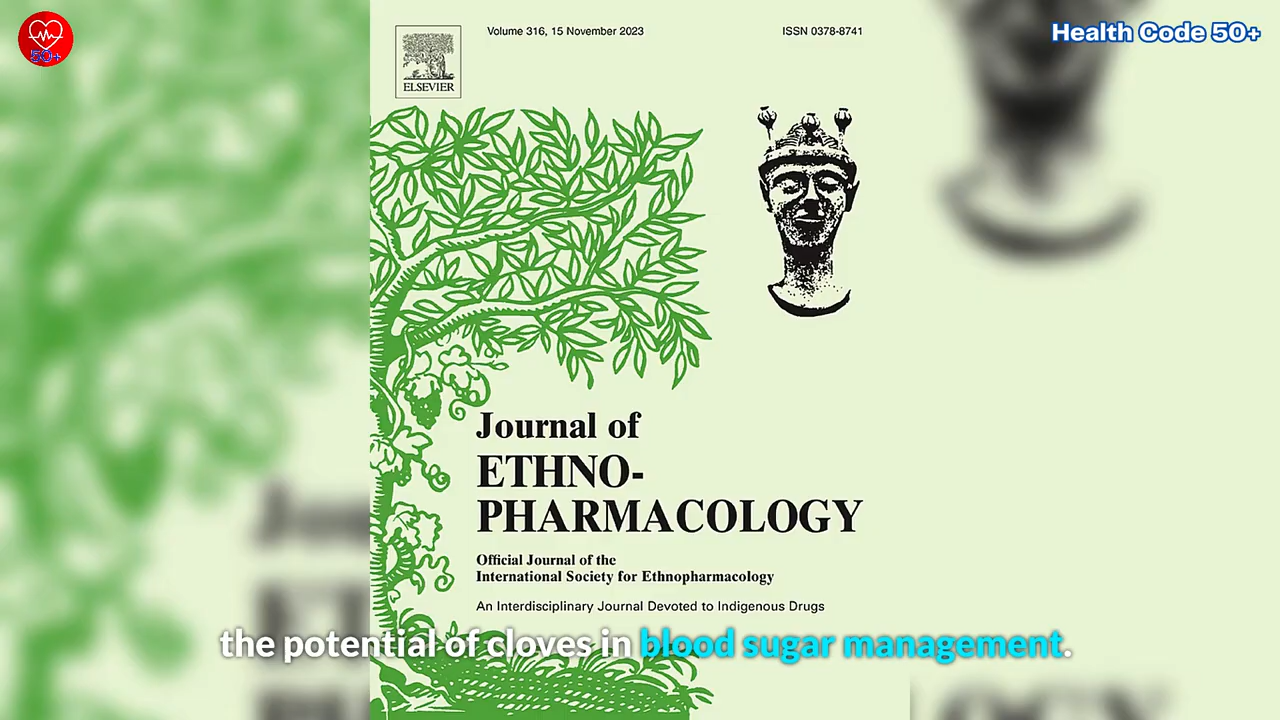 50+
Health Code 50+
Volume 316, 15 November 2023
ISSN 0378-8741
ELSEVIER
Journal of
ETHNO-
PHARMACOLOGY
Official Journal of the
International Society for Ethnopharmacology
An Interdisciplinary Journal Devoted to Indigenous Drugs
the potential of cloves in blood sugar management.